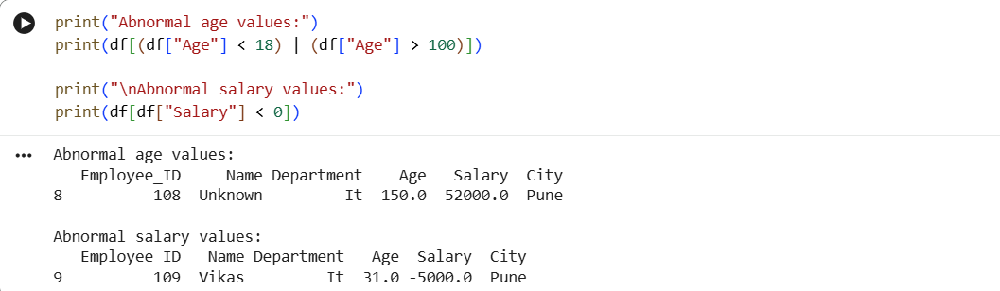 print("Abnormal age values:")
print(df[(df["Age"] < 18) | (df["Age"] > 100)])
print("\nAbnormal salary values:")
print(df[df["Salary"] < 0])
Abnormal age values:
Employee_ID Name Department Age Salary City
8 108 Unknown It 150.0 52000.0 Pune
Abnormal salary values:
Employee_ID Name Department Age Salary City
9 109 Vikas It 31.0 -5000.0 Pune